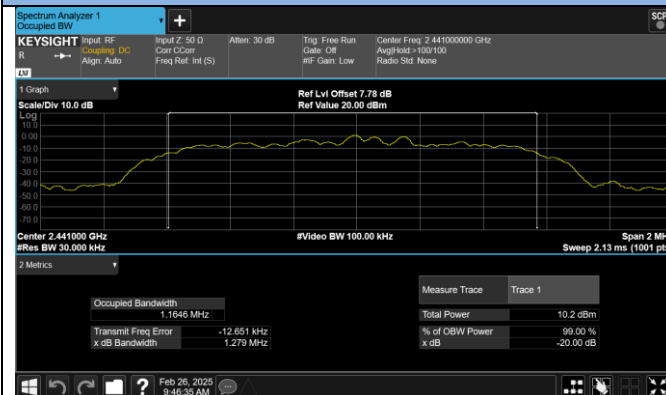 Spectrum Analyzer 1
Occupied BW
+
KEYSIGHT Input: RF Input Z: 50 Ω Atten: 30 dB Trig: Free Run Center Freq: 2.441000000 GHz
R Coupling: DC Corr CCorr Gate: Off Avg|Hold:>100/100
Align: Auto Freq Ref: Int (S) #IF Gain: Low Radio Std: None
LXI
1 Graph
Ref Lvl Offset 7.78 dB
Scale/Div 10.0 dB Ref Value 20.00 dBm
Log
10.0
0.00
-10.0
-20.0
-30.0
-40.0
-50.0
-60.0
-70.0
Center 2.441000 GHz #Video BW 100.00 kHz Span 2 MH
#Res BW 30.000 kHz Sweep 2.13 ms (1001 pts
2 Metrics
Measure Trace Trace 1
Occupied Bandwidth
1.1646 MHz Total Power 10.2 dBm
Transmit Freq Error -12.651 kHz % of OBW Power 99.00 %
x dB Bandwidth 1.279 MHz x dB -20.00 dB
? Feb 26, 2025
9:46:35 AM